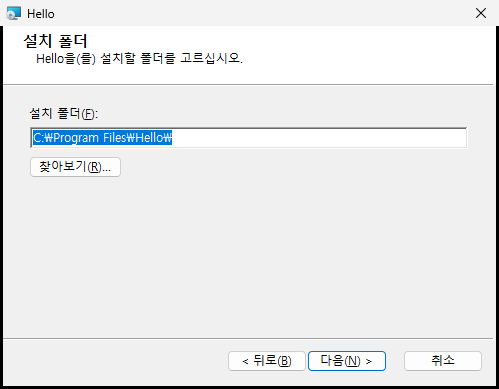 Hello
설치 폴더
Hello을(를) 설치할 폴더를 고르십시오.
설치 폴더(F):
C:₩Program Files₩Hello₩
찾아보기(R)...
< 뒤로(B) 다음(N) > 취소